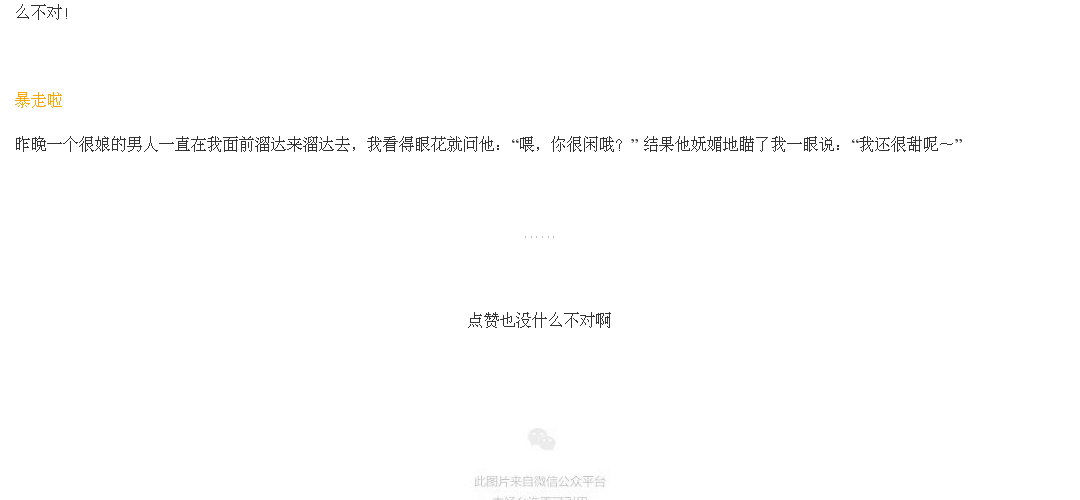 么不对!
暴走啦
昨晚一个很娘的男人一直在我面前溜达来溜达去，我看得眼花就问他：“喂，你很闲哦？” 结果他妩媚地瞄了我一眼说：“我还很甜呢～”
……
点赞也没什么不对啊
此图片来自微信公众平台